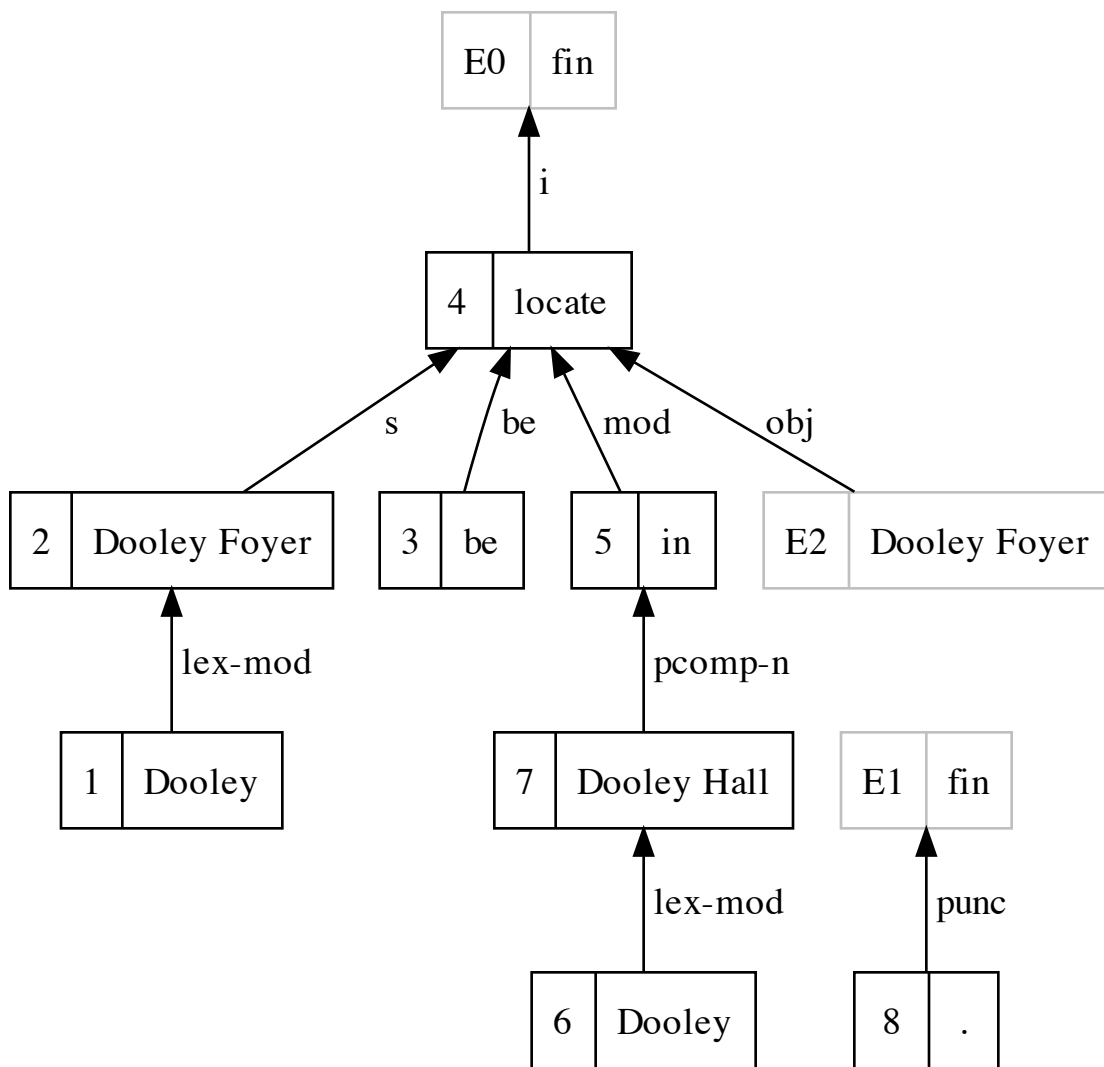 E0 fin
i
4 locate
s be mod obj
2 Dooley Foyer 3 be 5 in E2 Dooley Foyer
lex-mod pcomp-n
1 Dooley 7 Dooley Hall E1 fin
lex-mod punc
6 Dooley 8 .